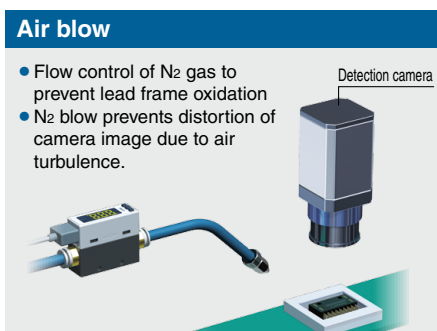 Air blow
• Flow control of N2 gas to
prevent lead frame oxidation
• N2 blow prevents distortion of
camera image due to air
turbulence.
Detection camera